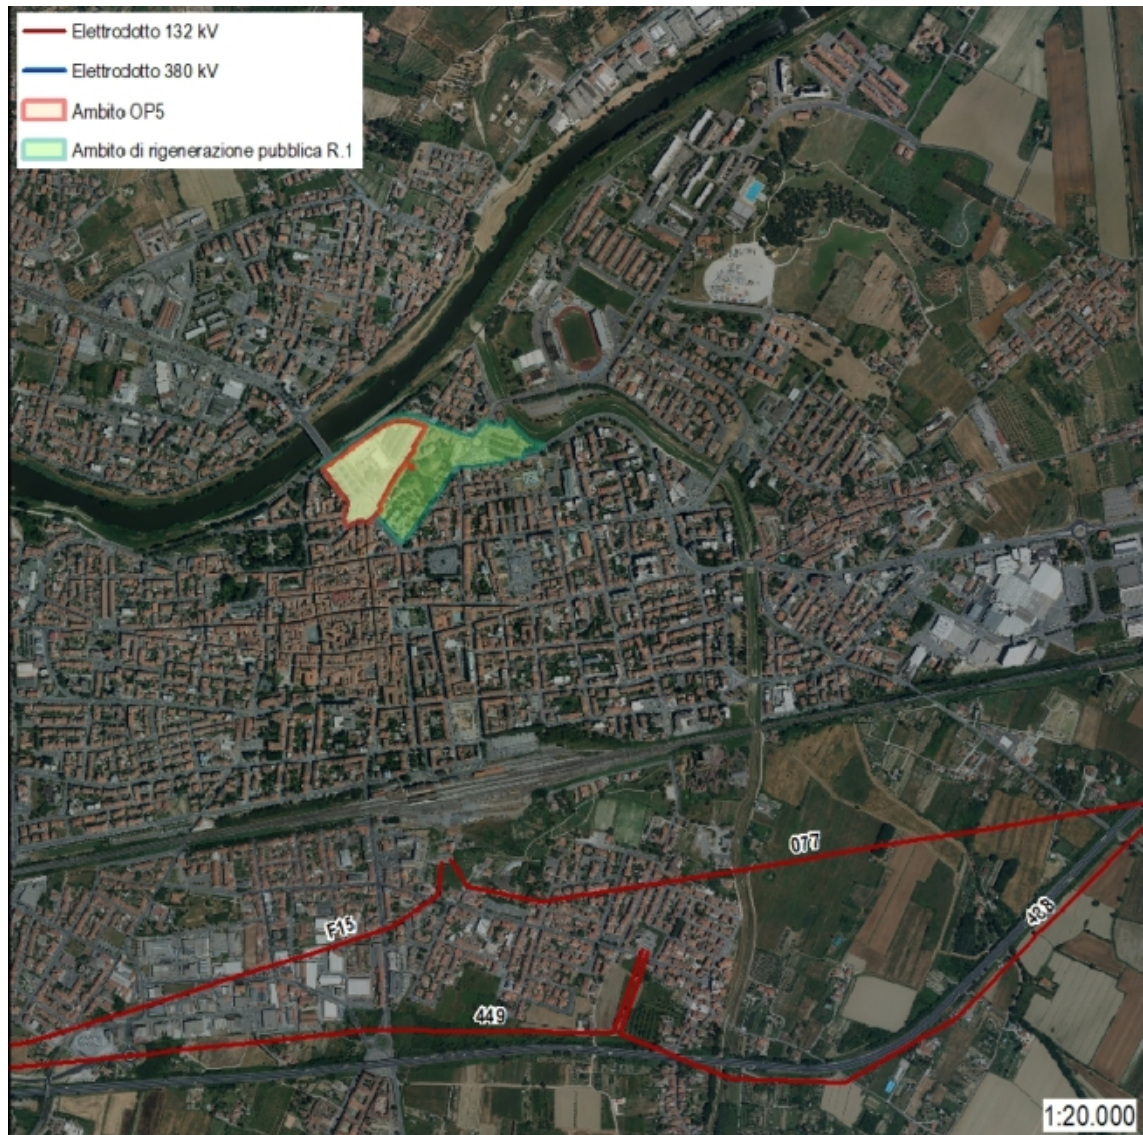 Elettrodotto 132 kV
Elettrodotto 380 kV
Ambito OP5
Ambito di rigenerazione pubblica R.1
077
488
F15
449
1:20.000